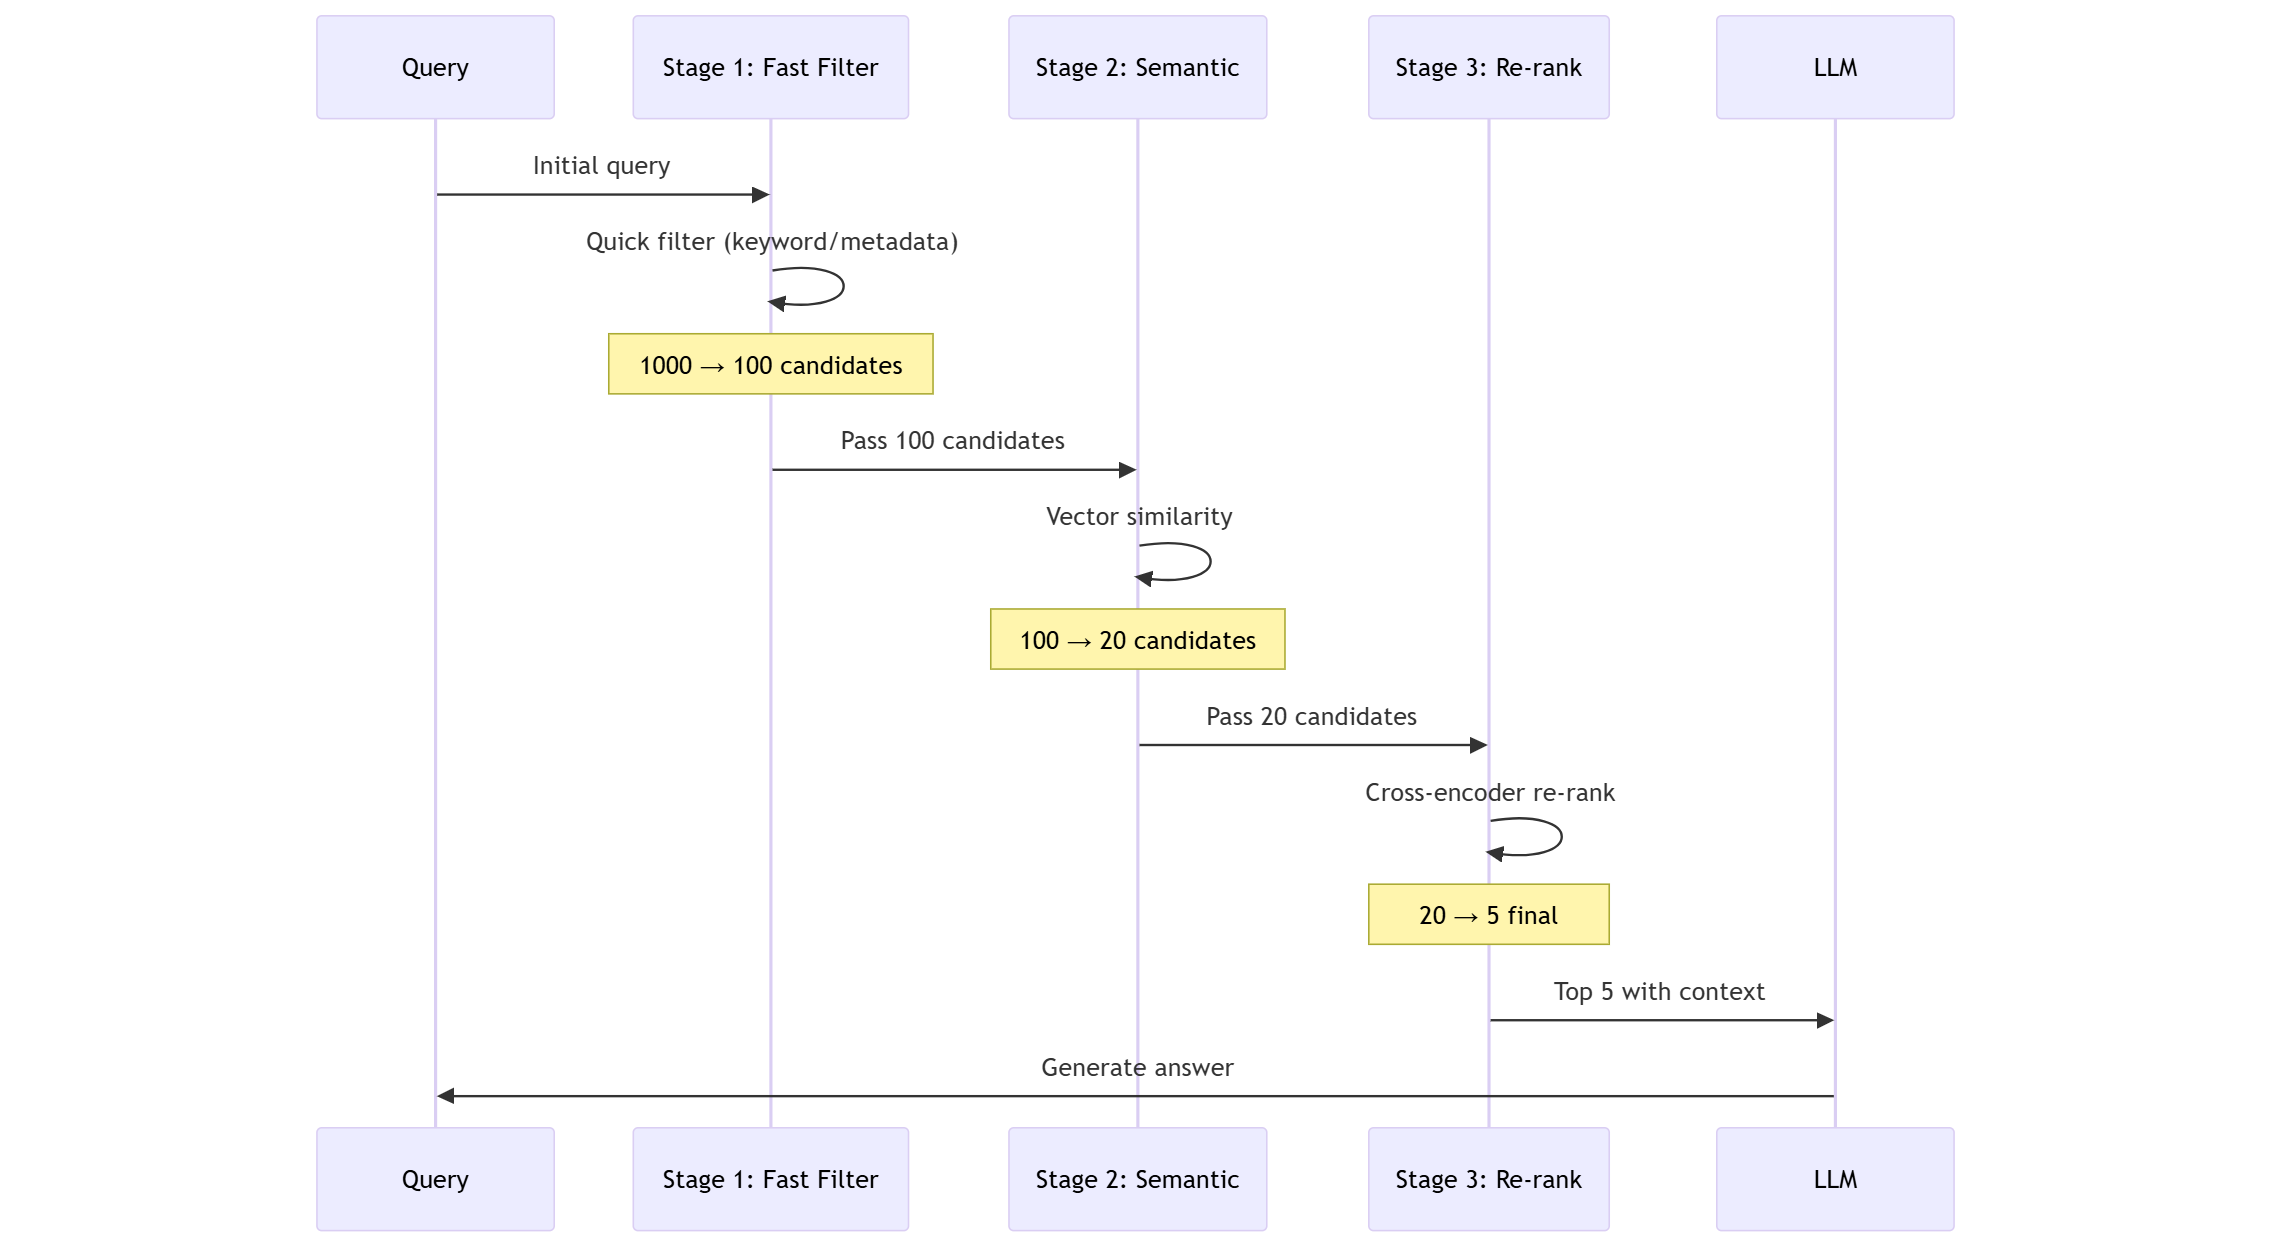 Query
Stage 1: Fast Filter
Stage 2: Semantic
Stage 3: Re-rank
LLM
Initial query
Quick filter (keyword/metadata)
1000 → 100 candidates
Pass 100 candidates
Vector similarity
100 → 20 candidates
Pass 20 candidates
Cross-encoder re-rank
20 → 5 final
Top 5 with context
Generate answer
Query
Stage 1: Fast Filter
Stage 2: Semantic
Stage 3: Re-rank
LLM